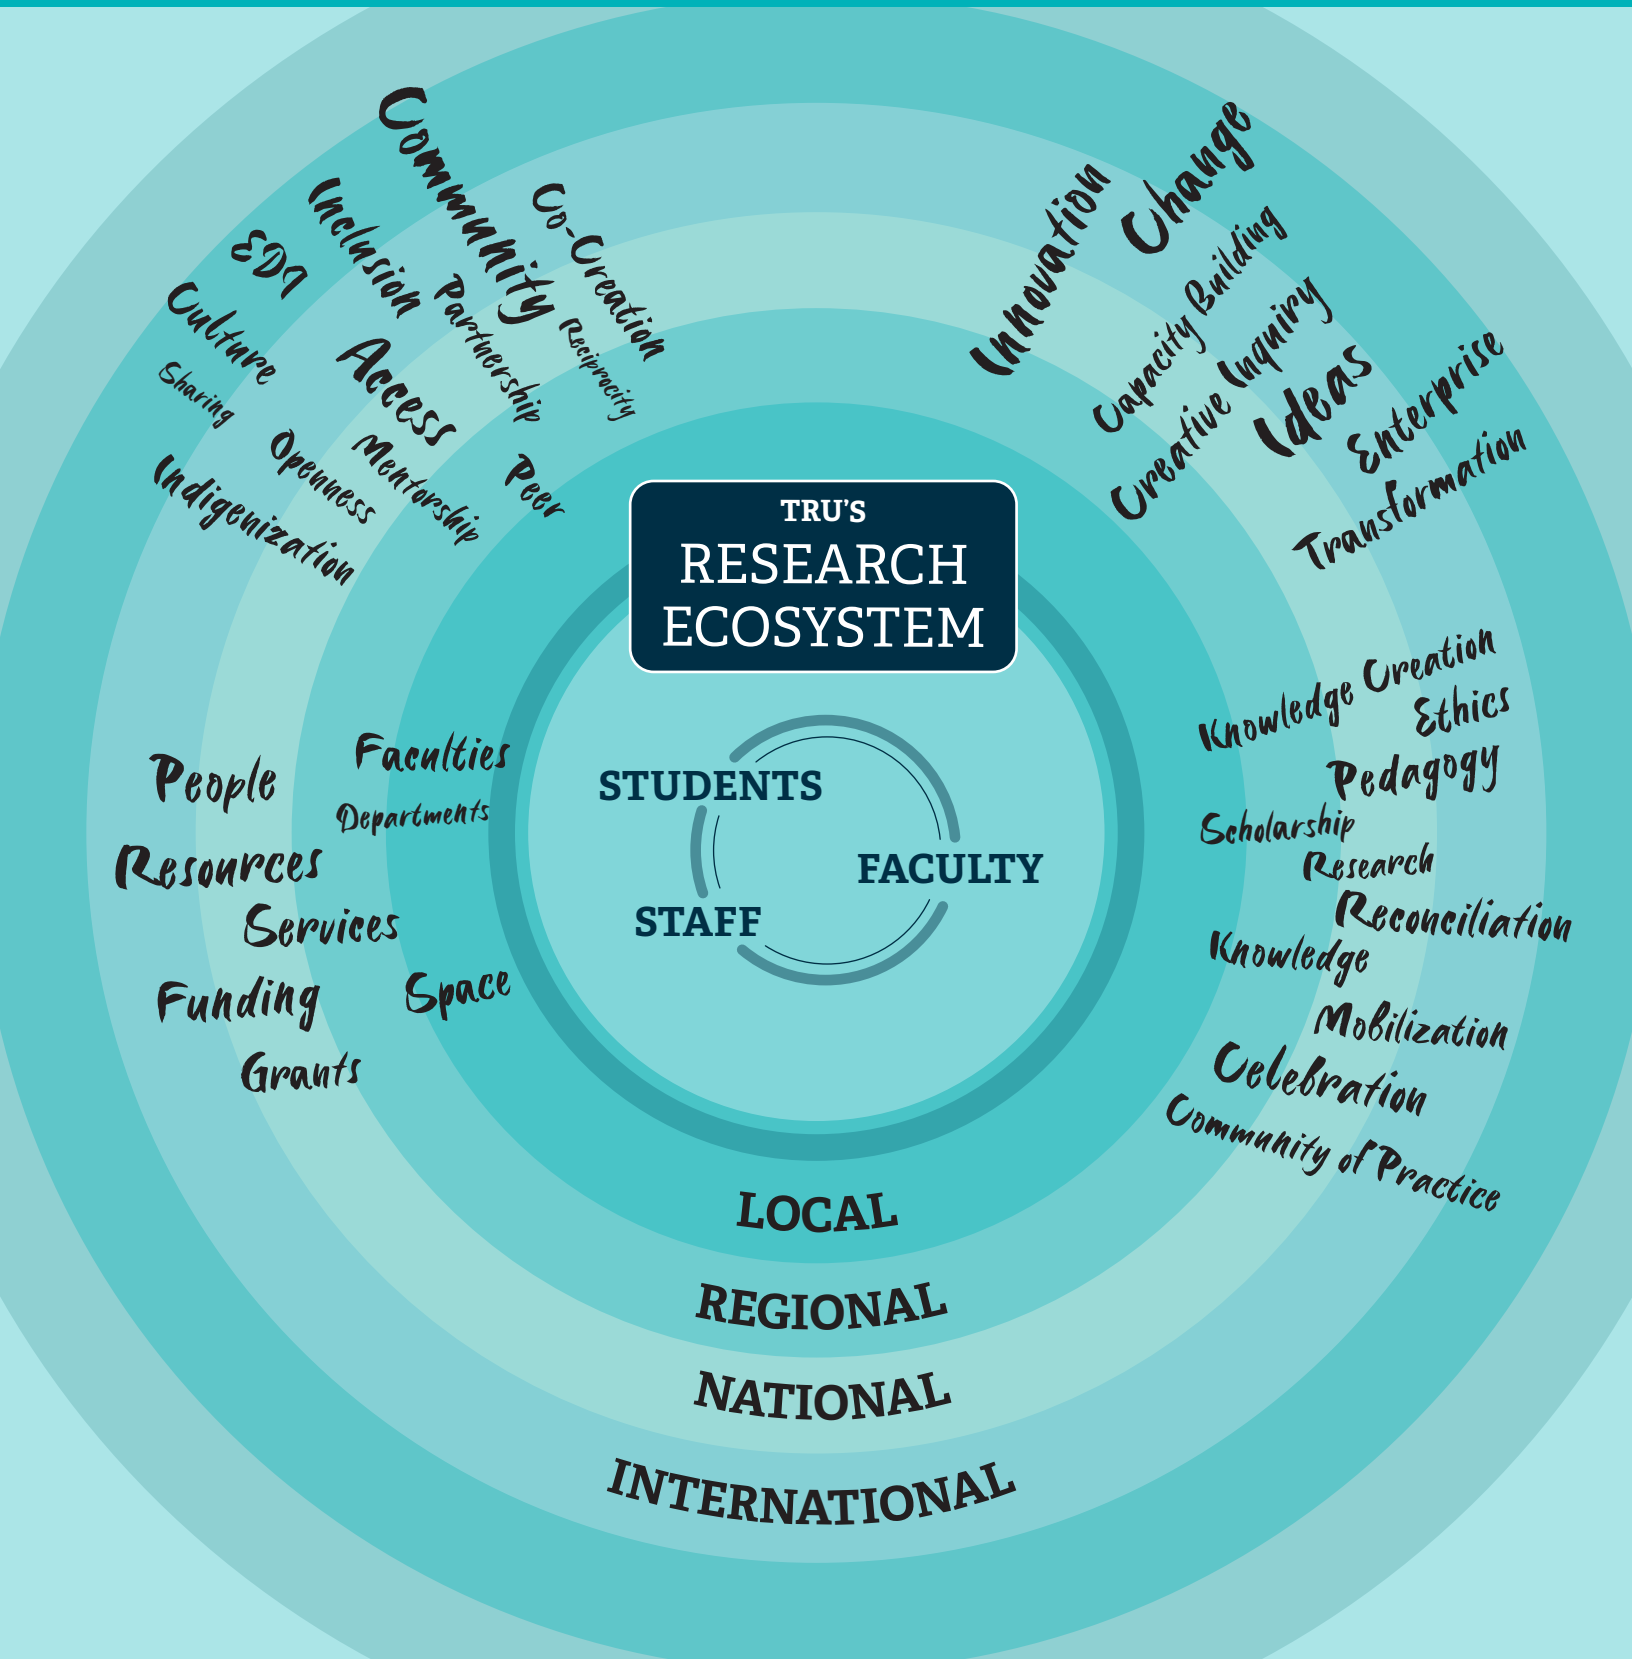 TRU'S
RESEARCH
ECOSYSTEM
STUDENTS
FACULTY
STAFF
LOCAL
REGIONAL
NATIONAL
INTERNATIONAL
Community
Co-Creation
Inclusion
EDI
Partnership
Reciprocity
Culture
Access
Sharing
Openness
Mentorship
Peer
Indigenization
Innovation
Change
Capacity Building
Creative Inquiry
Ideas
Enterprise
Transformation
People
Faculties
Departments
Resources
Services
Funding
Space
Grants
Knowledge Creation
Ethics
Pedagogy
Scholarship
Research
Reconciliation
Knowledge
Mobilization
Celebration
Community of Practice